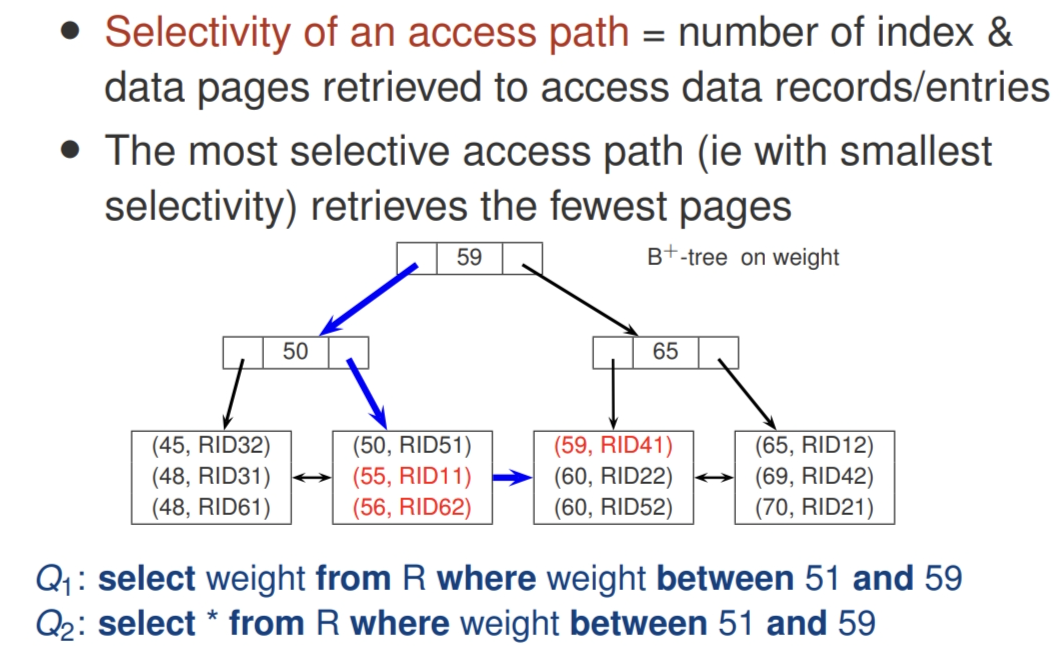 • Selectivity of an access path = number of index &
data pages retrieved to access data records/entries
• The most selective access path (ie with smallest
selectivity) retrieves the fewest pages
59
B+-tree on weight
50
65
(45, RID32)
(48, RID31)
(48, RID61)
(50, RID51)
(55, RID11)
(56, RID62)
(59, RID41)
(60, RID22)
(60, RID52)
(65, RID12)
(69, RID42)
(70, RID21)
Q1: select weight from R where weight between 51 and 59
Q2: select * from R where weight between 51 and 59